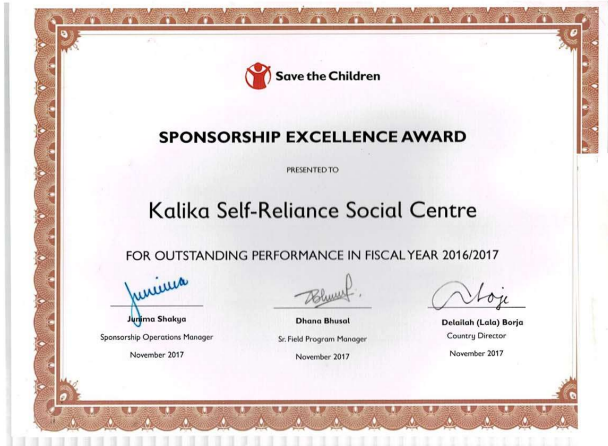 Save the Children
SPONSORSHIP EXCELLENCE AWARD
PRESENTED TO
Kalika Self-Reliance Social Centre
FOR OUTSTANDING PERFORMANCE IN FISCAL YEAR 2016/2017
Junima Shakya
Sponsorship Operations Manager
November 2017
Dhana Bhusal
Sr. Field Program Manager
November 2017
Delailah (Lala) Borja
Country Director
November 2017